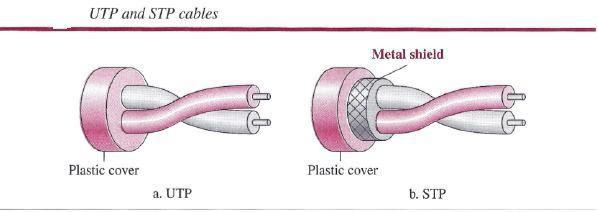 UTP and STP cables
Metal shield
Plastic cover
Plastic cover
a. UTP
b. STP